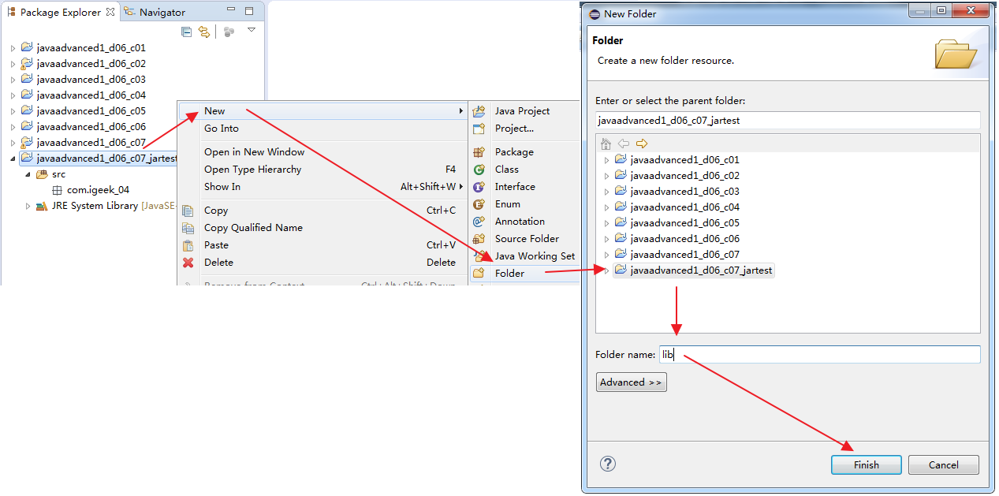 Package Explorer
Navigator
javaadvanced1_d06_c01
javaadvanced1_d06_c02
javaadvanced1_d06_c03
javaadvanced1_d06_c04
javaadvanced1_d06_c05
javaadvanced1_d06_c06
javaadvanced1_d06_c07
javaadvanced1_d06_c07_jartest
src
com.igeek_04
JRE System Library [JavaSE-
New
Go Into
Open in New Window
Open Type Hierarchy F4
Show In Alt+Shift+W
Copy Ctrl+C
Copy Qualified Name
Paste Ctrl+V
Delete Delete
Remove from Context Ctrl+Alt+Shift+Down
Java Project
Project...
Package
Class
Interface
Enum
Annotation
Source Folder
Java Working Set
Folder
New Folder
Folder
Create a new folder resource.
Enter or select the parent folder:
javaadvanced1_d06_c07_jartest
javaadvanced1_d06_c01
javaadvanced1_d06_c02
javaadvanced1_d06_c03
javaadvanced1_d06_c04
javaadvanced1_d06_c05
javaadvanced1_d06_c06
javaadvanced1_d06_c07
javaadvanced1_d06_c07_jartest
Folder name: lib
Advanced >>
Finish
Cancel